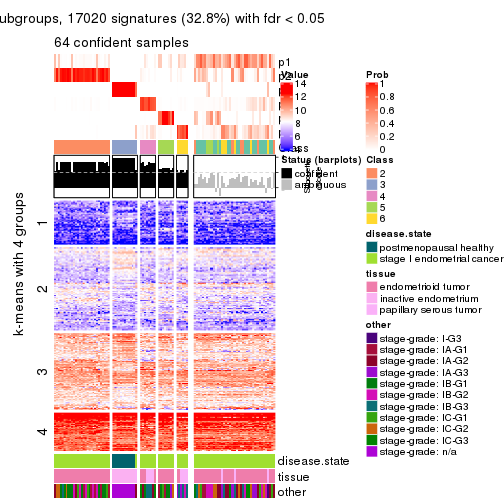 ubgroups, 17020 signatures (32.8%) with fdr < 0.05
64 confident samples
p1
Value
14
12
10
8
6
Prob
1
0.8
0.6
0.4
0.2
0
Class
Status (barplots)
confident
ambiguous
Class
2
3
4
5
6
disease.state
postmenopausal healthy
stage I endometrial cancer
tissue
endometrioid tumor
inactive endometrium
papillary serous tumor
other
stage-grade: I-G3
stage-grade: IA-G1
stage-grade: IA-G2
stage-grade: IA-G3
stage-grade: IB-G1
stage-grade: IB-G2
stage-grade: IB-G3
stage-grade: IC-G1
stage-grade: IC-G2
stage-grade: IC-G3
stage-grade: n/a
k-means with 4 groups
1
2
3
4
disease.state
tissue
other